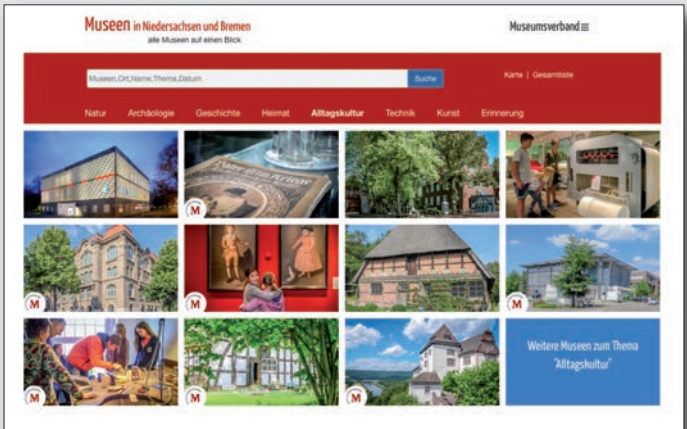 Museen in Niedersachsen und Bremen
alle Museen auf einen Blick
Museumsverband
Museen,Ort,Name,Thema,Datum
Suche
Karte | Gesamtliste
Natur Archäologie Geschichte Heimat Alltagskultur Technik Kunst Erinnerung
M
M
M
M
M
M
M
Weitere Museen zum Thema
"Alltagskultur"